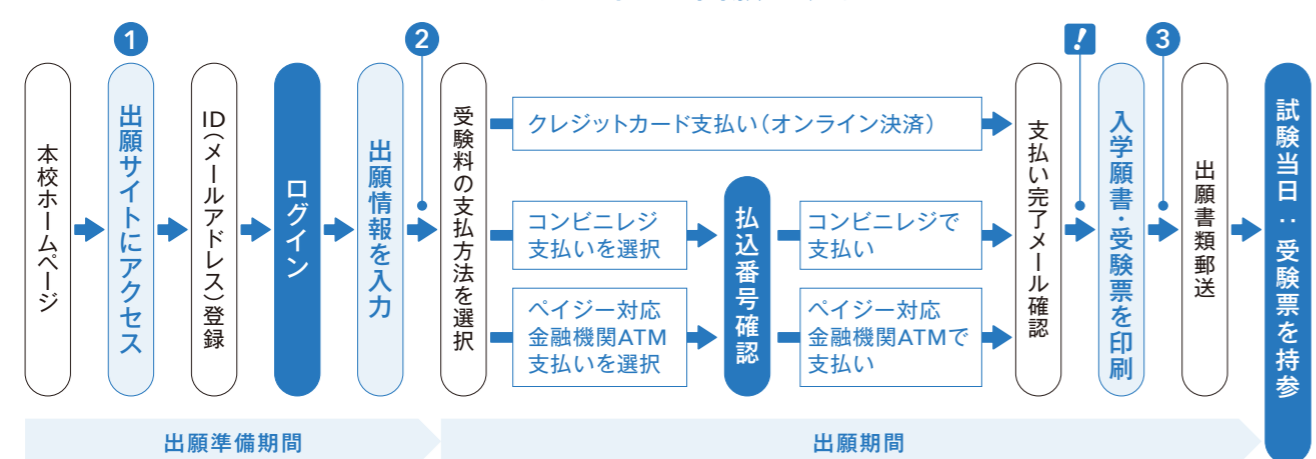 1
2
!
3
本校ホームページ
出願サイトにアクセス
ID（メールアドレス）登録
ログイン
出願情報を入力
受験料の支払方法を選択
クレジットカード支払い（オンライン決済）
コンビニレジ
支払いを選択
ペイジー対応
金融機関ATM
支払いを選択
払込番号確認
コンビニレジで
支払い
ペイジー対応
金融機関ATMで
支払い
支払い完了メール確認
入学願書・受験票を印刷
出願書類郵送
試験当日：受験票を持参
出願準備期間
出願期間